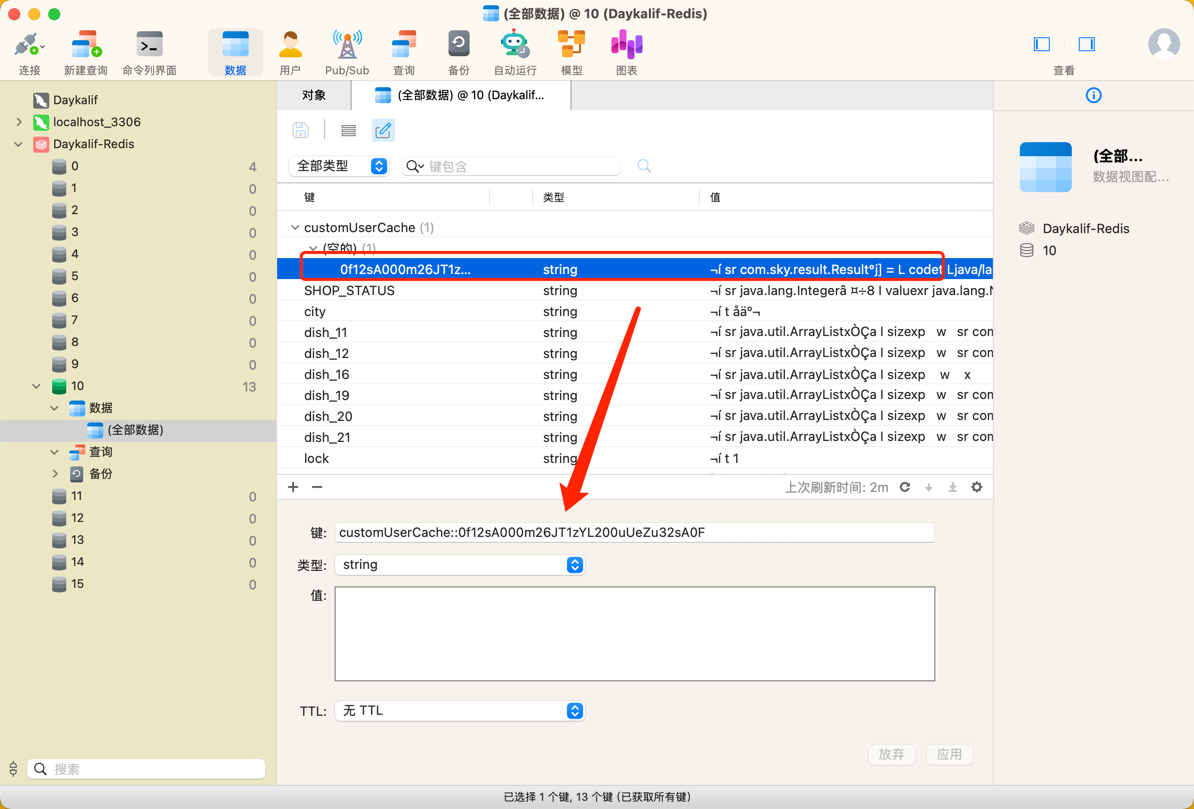 (全部数据) @ 10 (Daykalif-Redis)
连接 新建查询 命令列界面 数据 用户 Pub/Sub 查询 备份 自动运行 模型 图表 查看
Daykalif
localhost_3306
Daykalif-Redis
0 4
1 0
2 0
3 0
4 0
5 0
6 0
7 0
8 0
9 0
10 13
数据
(全部数据)
查询
备份
11 0
12 0
13 0
14 0
15 0
搜索
对象 (全部数据) @ 10 (Daykalif...
全部类型 键包含
键 类型 值
customUserCache (1)
(空的) (1)
0f12sA000m26JT1z... string ¬í sr com.sky.result.Result°j] = L codet Ljava/la
SHOP_STATUS string ¬í sr java.lang.Integerâ ¤÷8 I valuexr java.lang.N
city string ¬í t åäº¬
dish_11 string ¬í sr java.util.ArrayListxÒÇa I sizexp w sr com
dish_12 string ¬í sr java.util.ArrayListxÒÇa I sizexp w sr com
dish_16 string ¬í sr java.util.ArrayListxÒÇa I sizexp w x
dish_19 string ¬í sr java.util.ArrayListxÒÇa I sizexp w sr com
dish_20 string ¬í sr java.util.ArrayListxÒÇa I sizexp w sr com
dish_21 string ¬í sr java.util.ArrayListxÒÇa I sizexp w sr com
lock string ¬í t 1
上次刷新时间: 2m
键: customUserCache::0f12sA000m26JT1zYL200uUeZu32sA0F
类型: string
值:
TTL: 无 TTL
放弃 应用
(全部...
数据视图配...
Daykalif-Redis
10
已选择 1 个键, 13 个键 (已获取所有键)